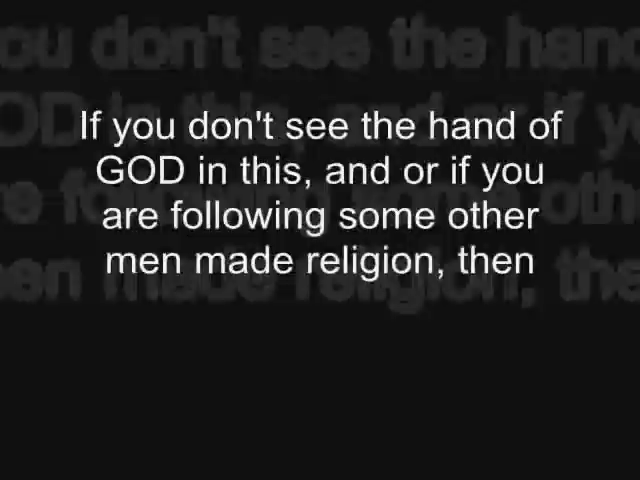 If you don't see the hand of
GOD in this, and or if you
are following some other
men made religion, then